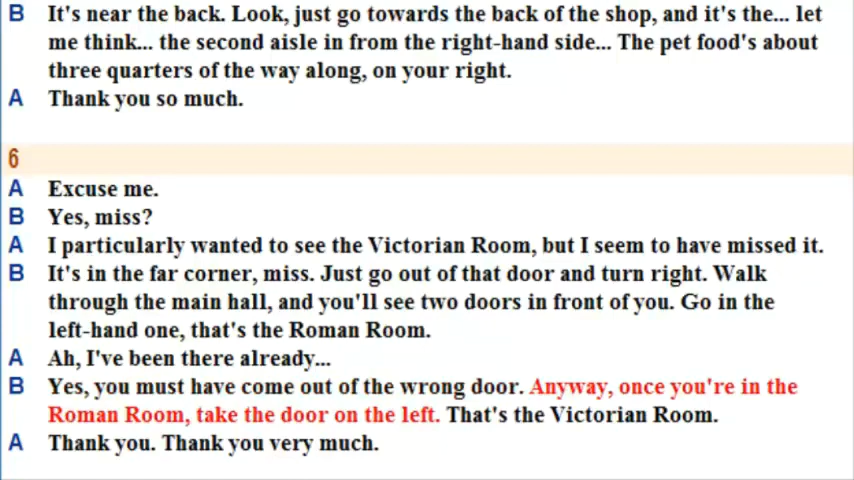 B It's near the back. Look, just go towards the back of the shop, and it's the... let
me think... the second aisle in from the right-hand side... The pet food's about
three quarters of the way along, on your right.
A Thank you so much.
6
A Excuse me.
B Yes, miss?
A I particularly wanted to see the Victorian Room, but I seem to have missed it.
B It's in the far corner, miss. Just go out of that door and turn right. Walk
through the main hall, and you'll see two doors in front of you. Go in the
left-hand one, that's the Roman Room.
A Ah, I've been there already...
B Yes, you must have come out of the wrong door. Anyway, once you're in the
Roman Room, take the door on the left. That's the Victorian Room.
A Thank you. Thank you very much.